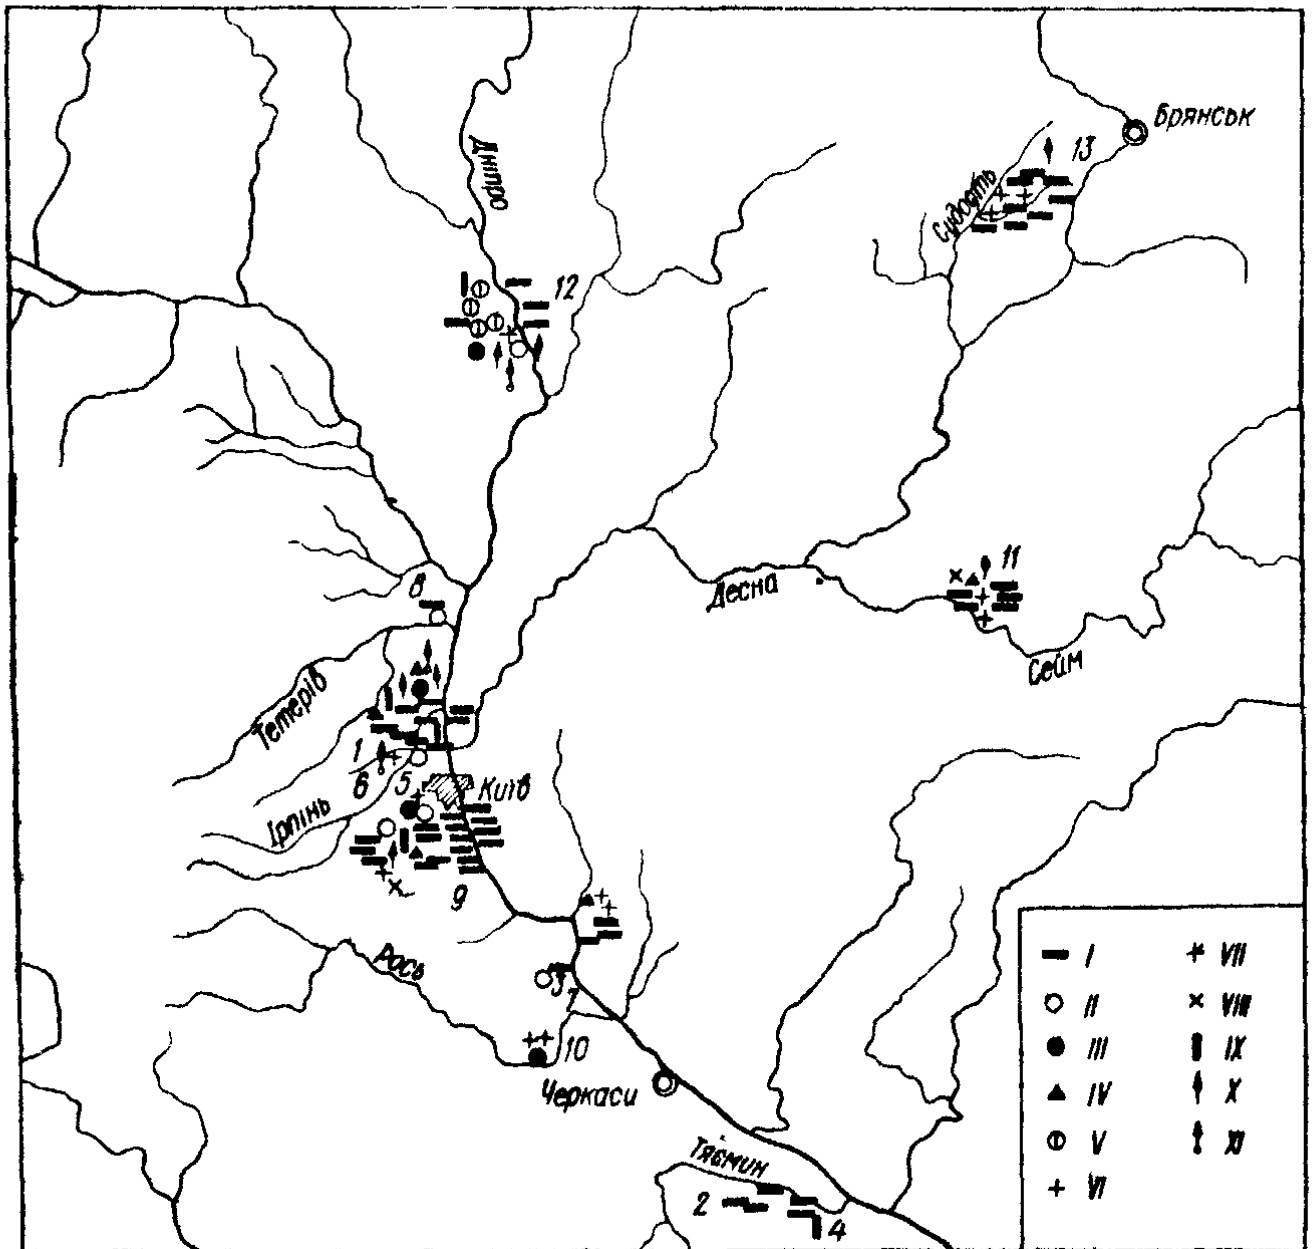 Брянськ
13
Дніпро
Судость
12
11
8
Десна
Сейм
Тетерів
1
6
5
Київ
Ірпінь
9
Рось
3
7
10
Черкаси
Тясмин
2
4
I
II
III
IV
V
VI
VII
VIII
IX
X
XI